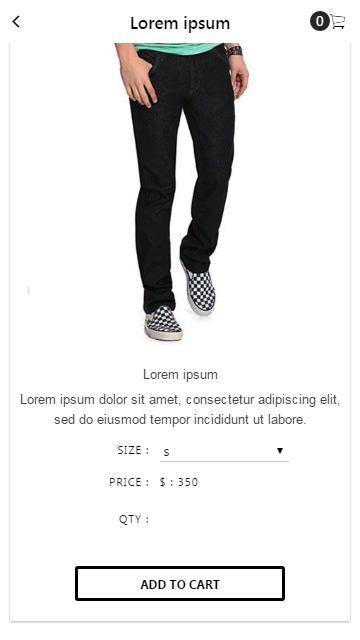 Lorem ipsum
0
Lorem ipsum
Lorem ipsum dolor sit amet, consectetur adipiscing elit,
sed do eiusmod tempor incididunt ut labore.
SIZE : s
PRICE : $ : 350
QTY :
ADD TO CART